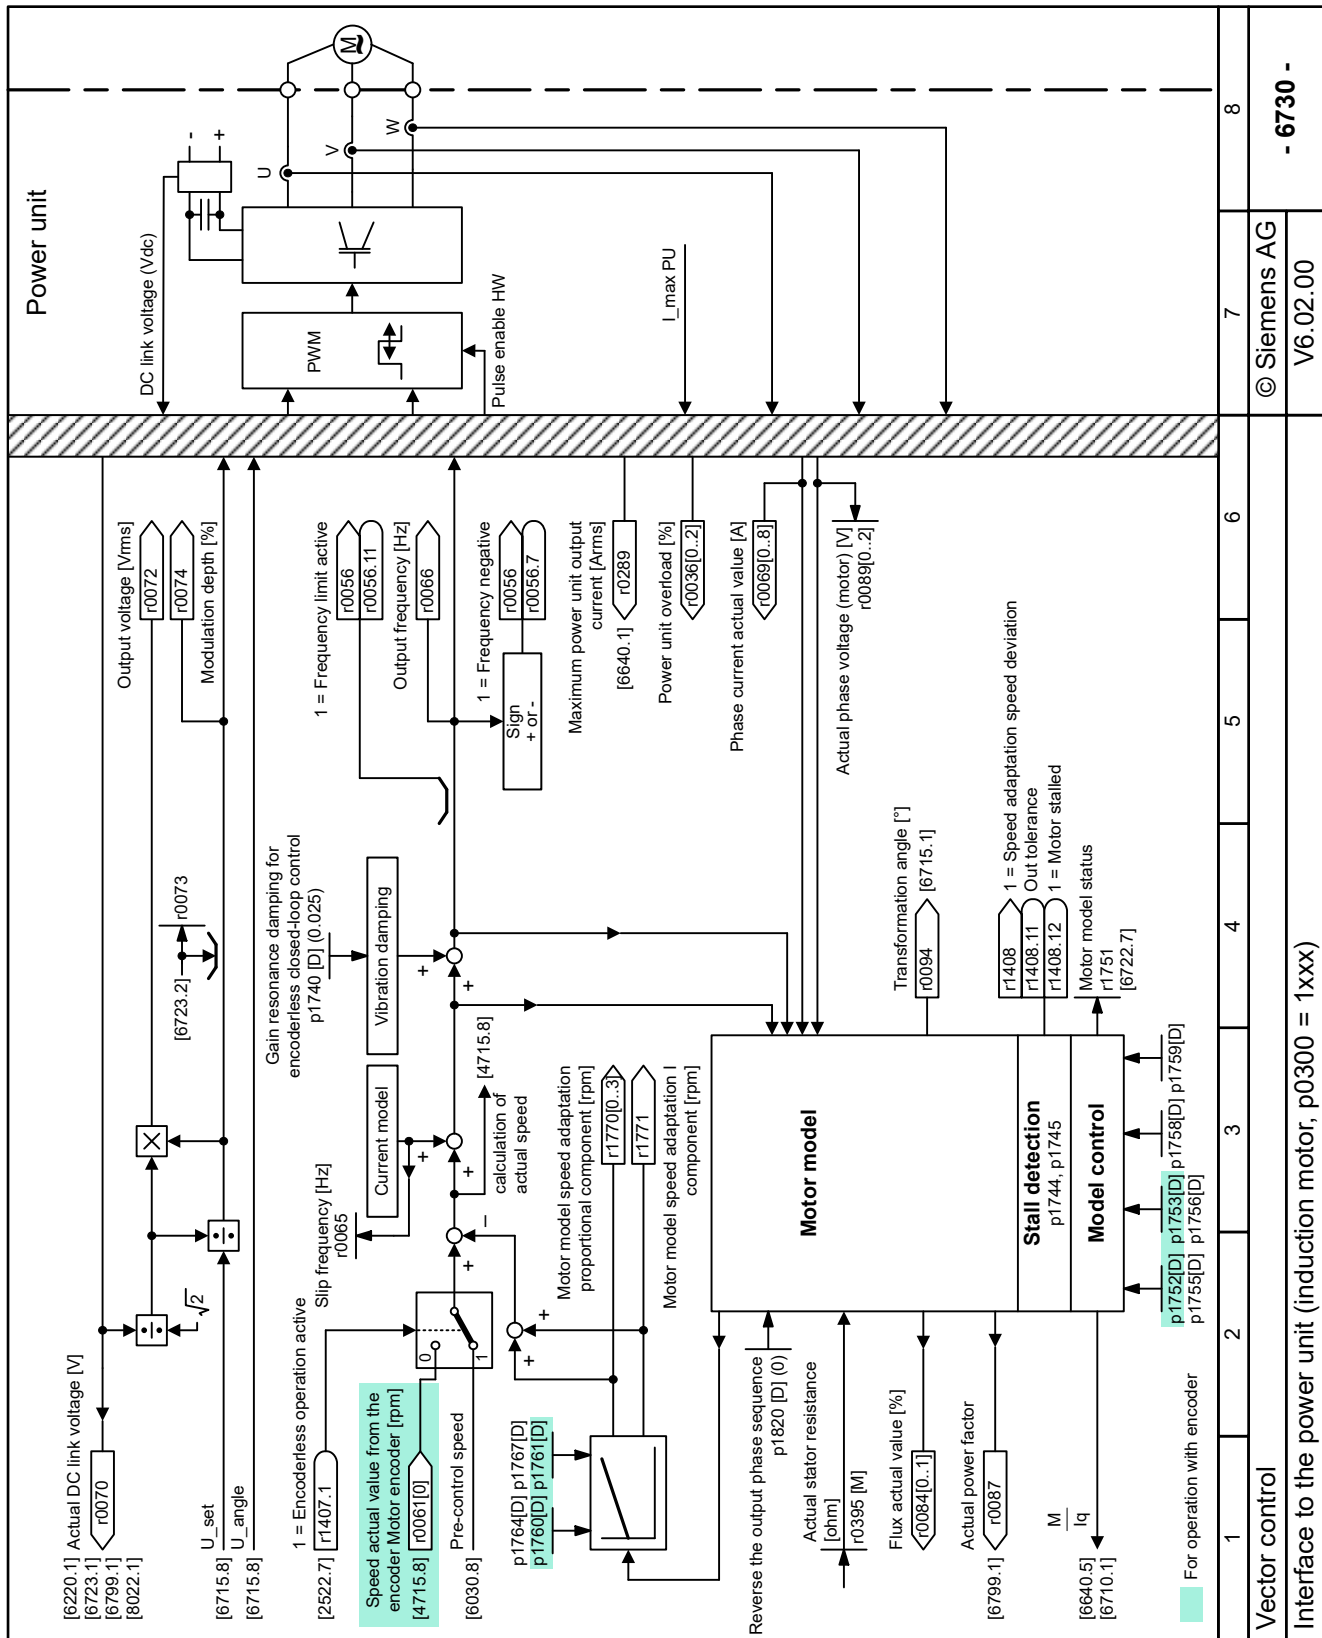 Power unit
[6220.1] Actual DC link voltage [V]
[6723.1]
[6799.1]
[8022.1]
r0070
√2
Output voltage [Vrms]
r0072
r0074
Modulation depth [%]
[6723.2]
r0073
U_set
[6715.8]
U_angle
[6715.8]
DC link voltage (Vdc)
-
+
PWM
Pulse enable HW
U
V
W
M
1 = Encoderless operation active
[2522.7]
r1407.1
Speed actual value from the
encoder Motor encoder [rpm]
[4715.8]
r0061[0]
Pre-control speed
[6030.8]
0
1
Slip frequency [Hz]
r0065
Current model
Gain resonance damping for
encoderless closed-loop control
p1740 [D] (0.025)
Vibration damping
+
+
+
+
+
–
+
+
[4715.8]
calculation of
actual speed
1 = Frequency limit active
r0056
r0056.11
Output frequency [Hz]
r0066
1 = Frequency negative
r0056
r0056.7
Sign
+ or -
p1764[D] p1767[D]
p1760[D] p1761[D]
Motor model speed adaptation
proportional component [rpm]
r1770[0..3]
r1771
Motor model speed adaptation I
component [rpm]
Maximum power unit output
current [Arms]
[6640.1]
r0289
Power unit overload [%]
r0036[0..2]
I_max PU
Phase current actual value [A]
r0069[0..8]
Actual phase voltage (motor) [V]
r0089[0..2]
Reverse the output phase sequence
p1820 [D] (0)
Actual stator resistance
[ohm]
r0395 [M]
Flux actual value [%]
r0084[0..1]
Actual power factor
[6799.1]
r0087
M
Iq
[6640.5]
[6710.1]
Motor model
Stall detection
p1744, p1745
Model control
Transformation angle [°]
r0094
[6715.1]
r1408
r1408.11
r1408.12
1 = Speed adaptation speed deviation
Out tolerance
1 = Motor stalled
Motor model status
r1751
[6722.7]
p1752[D] p1753[D] p1758[D] p1759[D]
p1755[D] p1756[D]
For operation with encoder
1 2 3 4 5 6 7 8
Vector control
© Siemens AG
- 6730 -
Interface to the power unit (induction motor, p0300 = 1xxx)
V6.02.00